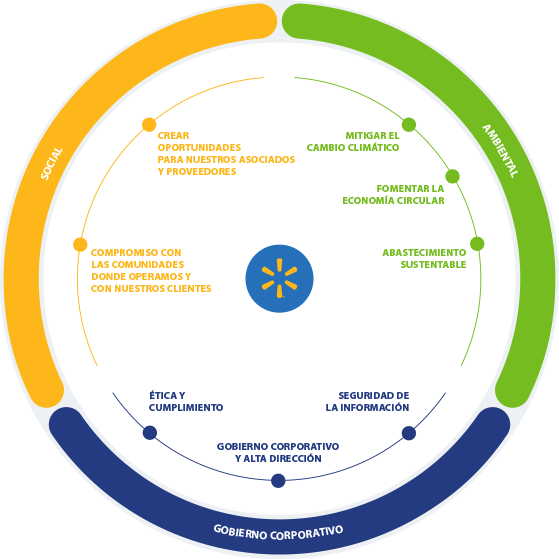 SOCIAL
CREAR
OPORTUNIDADES
PARA NUESTROS ASOCIADOS
Y PROVEEDORES
COMPROMISO CON
LAS COMUNIDADES
DONDE OPERAMOS Y
CON NUESTROS CLIENTES
AMBIENTAL
MITIGAR EL
CAMBIO CLIMÁTICO
FOMENTAR LA
ECONOMÍA CIRCULAR
ABASTECIMIENTO
SUSTENTABLE
ÉTICA Y
CUMPLIMIENTO
GOBIERNO CORPORATIVO
Y ALTA DIRECCIÓN
SEGURIDAD DE
LA INFORMACIÓN
GOBIERNO CORPORATIVO